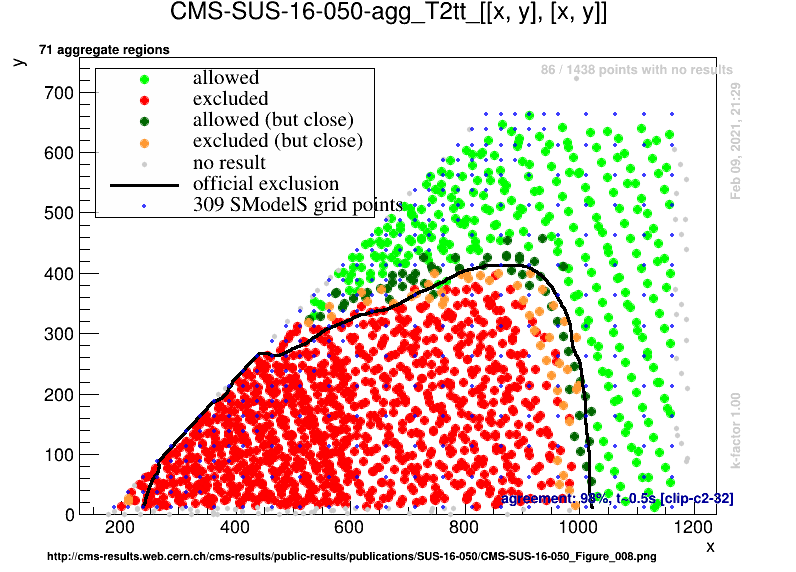 CMS-SUS-16-050-agg_T2tt_[[x, y], [x, y]]
71 aggregate regions
y
86 / 1438 points with no results
allowed
excluded
allowed (but close)
excluded (but close)
no result
official exclusion
309 SModelS grid points
700
600
500
400
300
200
100
0
Feb 09, 2021, 21:29
k-factor 1.00
agreement: 98%, t~0.5s [clip-c2-32]
200
400
600
800
1000
1200
x
http://cms-results.web.cern.ch/cms-results/public-results/publications/SUS-16-050/CMS-SUS-16-050_Figure_008.png